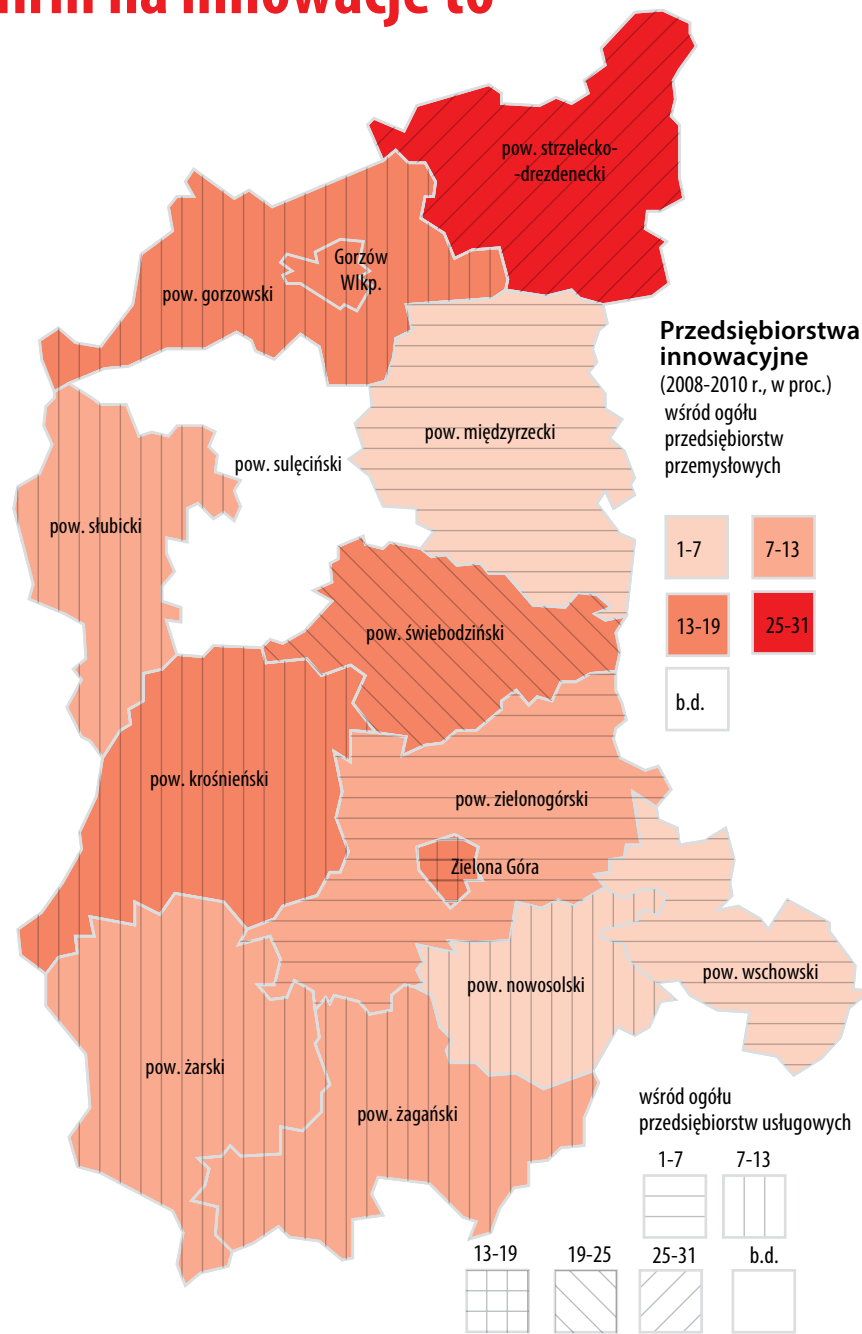 na innowacje to
pow. strzelecko-
-drezdenecki
Gorzów
Wlkp.
pow. gorzowski
Przedsiębiorstwa
innowacyjne
(2008-2010 r., w proc.)
wśród ogółu
przedsiębiorstw
przemysłowych
pow. międzyrzecki
pow. sulęciński
pow. słubicki
1-7
7-13
13-19
25-31
b.d.
pow. świebodziński
pow. krośnieński
pow. zielonogórski
Zielona Góra
pow. nowosolski
pow. wschowski
pow. żarski
pow. żagański
wśród ogółu
przedsiębiorstw usługowych
1-7
7-13
13-19
19-25
25-31
b.d.